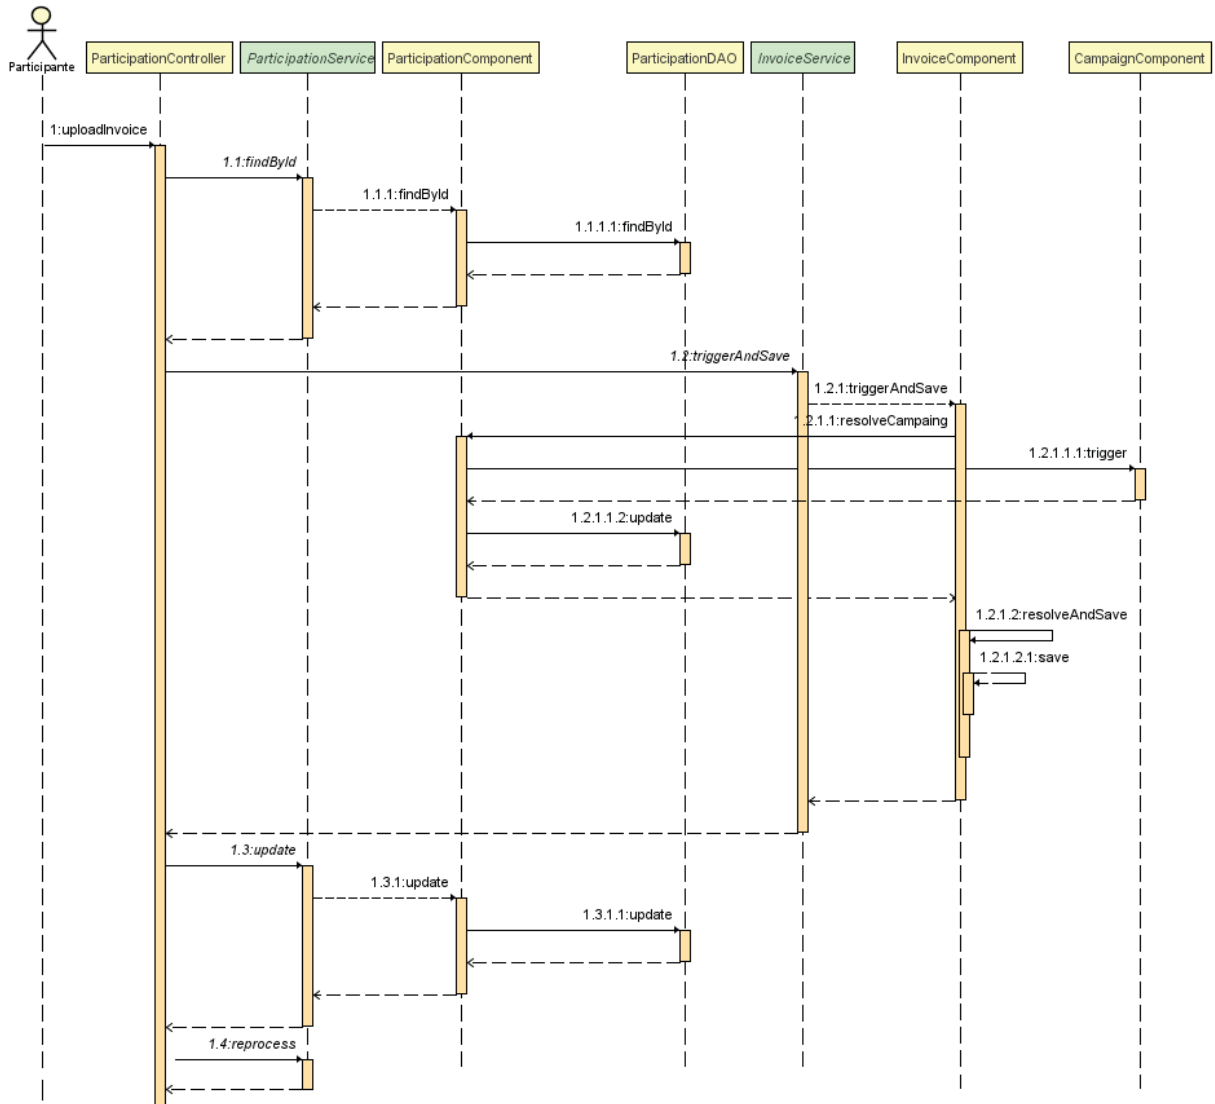 Participante
ParticipationController
ParticipationService
ParticipationComponent
ParticipationDAO
InvoiceService
InvoiceComponent
CampaignComponent
1:uploadInvoice
1.1:findById
1.1.1:findById
1.1.1.1:findById
1.2:triggerAndSave
1.2.1:triggerAndSave
1.2.1.1:resolveCampaing
1.2.1.1.1:trigger
1.2.1.1.2:update
1.2.1.2:resolveAndSave
1.2.1.2.1:save
1.3:update
1.3.1:update
1.3.1.1:update
1.4:reprocess